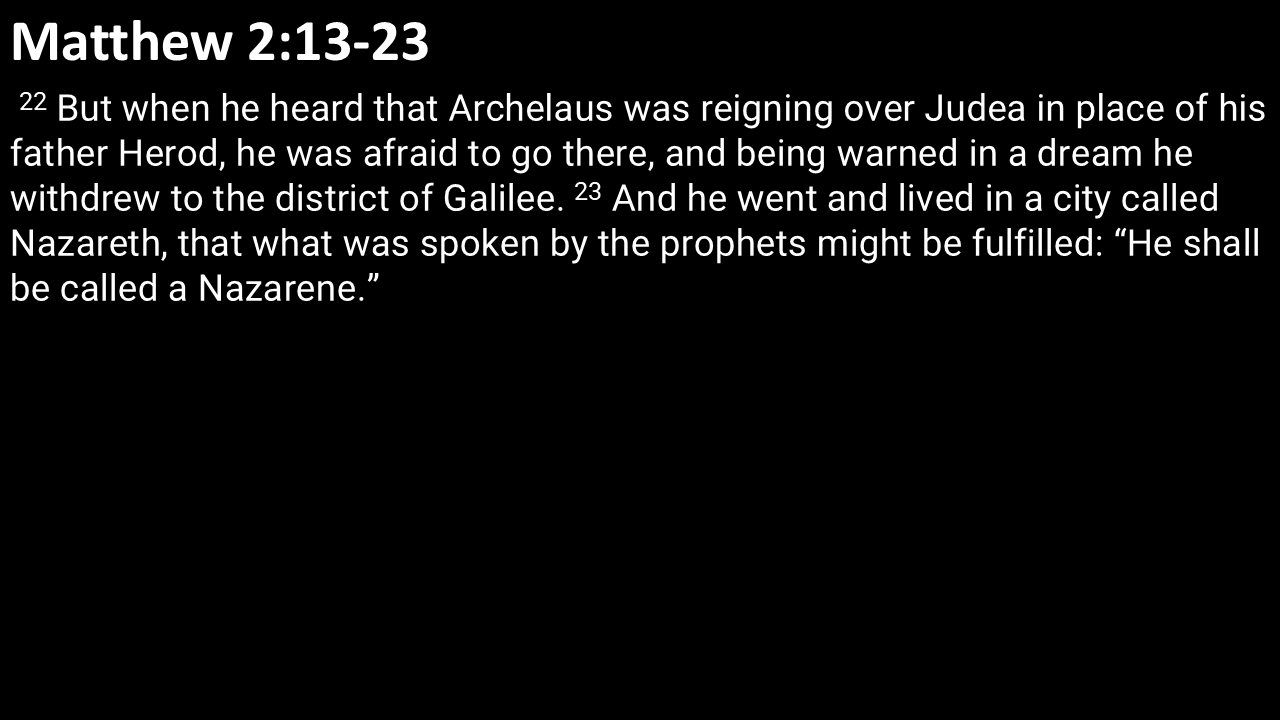 Matthew 2:13-23
22 But when he heard that Archelaus was reigning over Judea in place of his
father Herod, he was afraid to go there, and being warned in a dream he
withdrew to the district of Galilee. 23 And he went and lived in a city called
Nazareth, that what was spoken by the prophets might be fulfilled: “He shall
be called a Nazarene.”